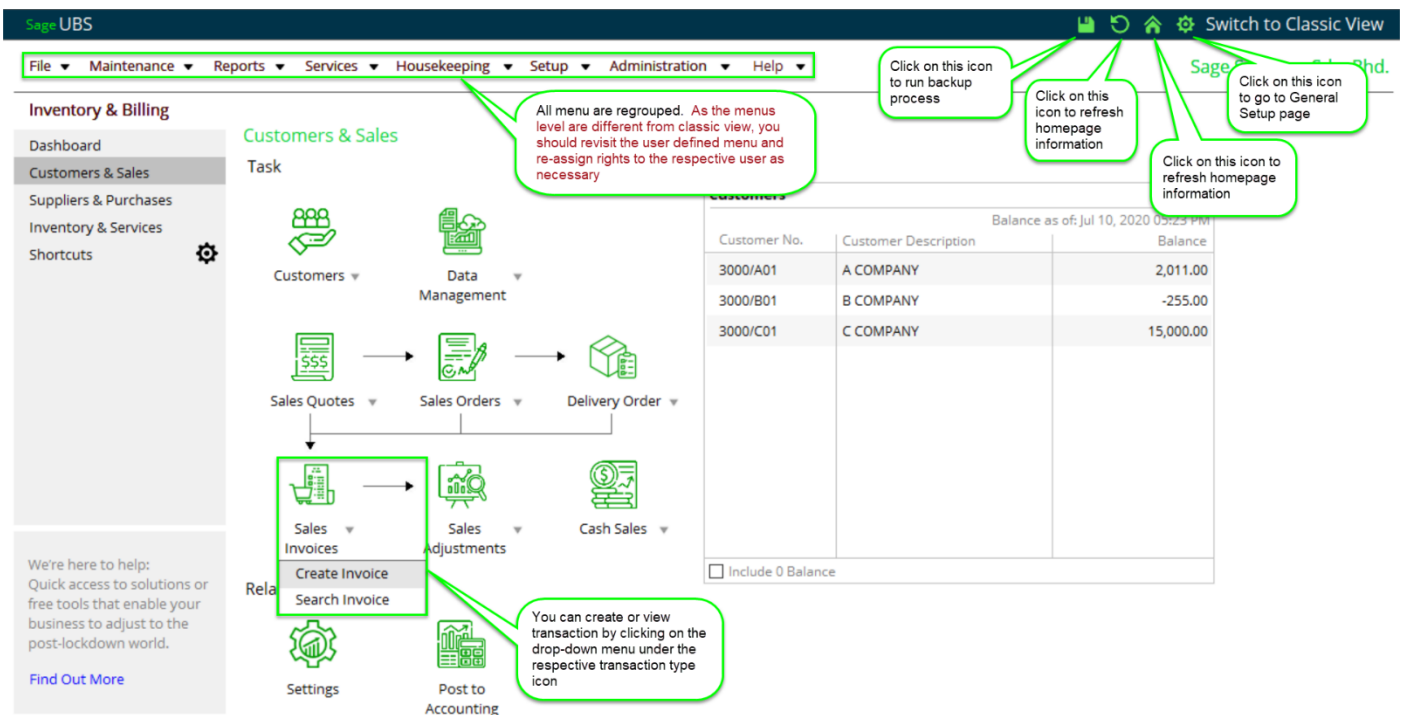 Sage UBS
Switch to Classic View
File Maintenance Reports Services Housekeeping Setup Administration Help
Click on this icon
to run backup
process
Click on this
icon to refresh
homepage
information
Click on this icon
to go to General
Setup page
Click on this icon to
refresh homepage
information
All menu are regrouped. As the menus
level are different from classic view, you
should revisit the user defined menu and
re-assign rights to the respective user as
necessary
Inventory & Billing
Dashboard
Customers & Sales
Suppliers & Purchases
Inventory & Services
Shortcuts
Customers & Sales
Task
Customers
Data
Management
$$$
Sales Quotes
Sales Orders
Delivery Order
Sales
Invoices
Sales
Adjustments
Cash Sales
Create Invoice
Search Invoice
You can create or view
transaction by clicking on the
drop-down menu under the
respective transaction type
icon
Settings
Post to
Accounting
Customers
Balance as of: Jul 10, 2020 05:23 PM
Customer No. Customer Description Balance
3000/A01 A COMPANY 2,011.00
3000/B01 B COMPANY -255.00
3000/C01 C COMPANY 15,000.00
Include 0 Balance
We're here to help:
Quick access to solutions or
free tools that enable your
business to adjust to the
post-lockdown world.
Find Out More